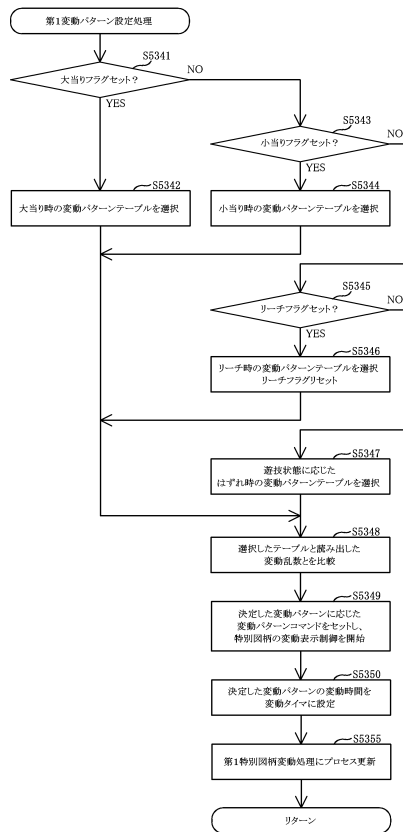 第1変動パターン設定処理
S5341
大当りフラグセット？
NO
YES
S5343
小当りフラグセット？
NO
YES
S5342
大当り時の変動パターンテーブルを選択
S5344
小当り時の変動パターンテーブルを選択
S5345
リーチフラグセット？
NO
YES
S5346
リーチ時の変動パターンテーブルを選択
リーチフラグリセット
S5347
遊技状態に応じた
はずれ時の変動パターンテーブルを選択
S5348
選択したテーブルと読み出した
変動乱数とを比較
S5349
決定した変動パターンに応じた
変動パターンコマンドをセットし、
特別図柄の変動表示制御を開始
S5350
決定した変動パターンの変動時間を
変動タイマに設定
S5355
第1特別図柄変動処理にプロセス更新
リターン